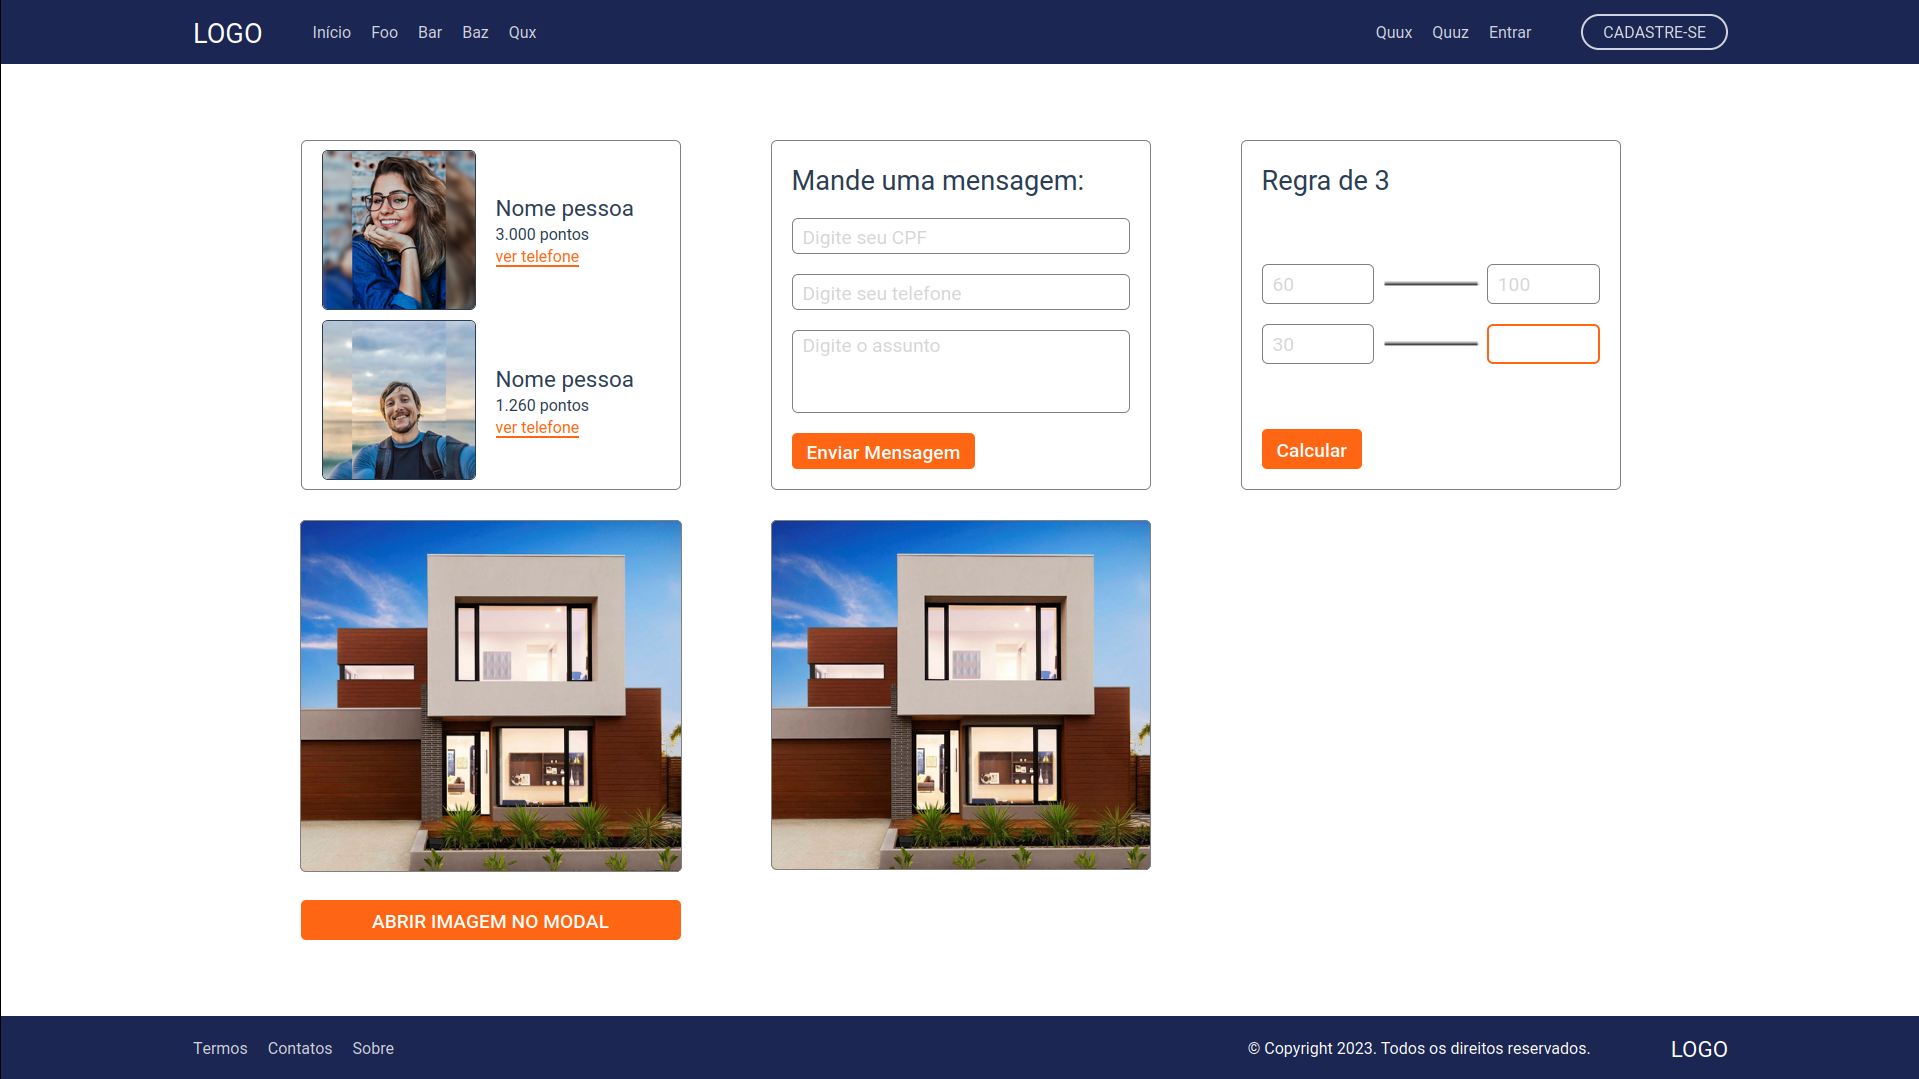 LOGO Início Foo Bar Baz Qux Quux Quuz Entrar CADASTRE-SE
Nome pessoa
3.000 pontos
ver telefone
Nome pessoa
1.260 pontos
ver telefone
Mande uma mensagem:
Digite seu CPF
Digite seu telefone
Digite o assunto
Enviar Mensagem
Regra de 3
60 100
30
Calcular
ABRIR IMAGEM NO MODAL
Termos Contatos Sobre © Copyright 2023. Todos os direitos reservados. LOGO